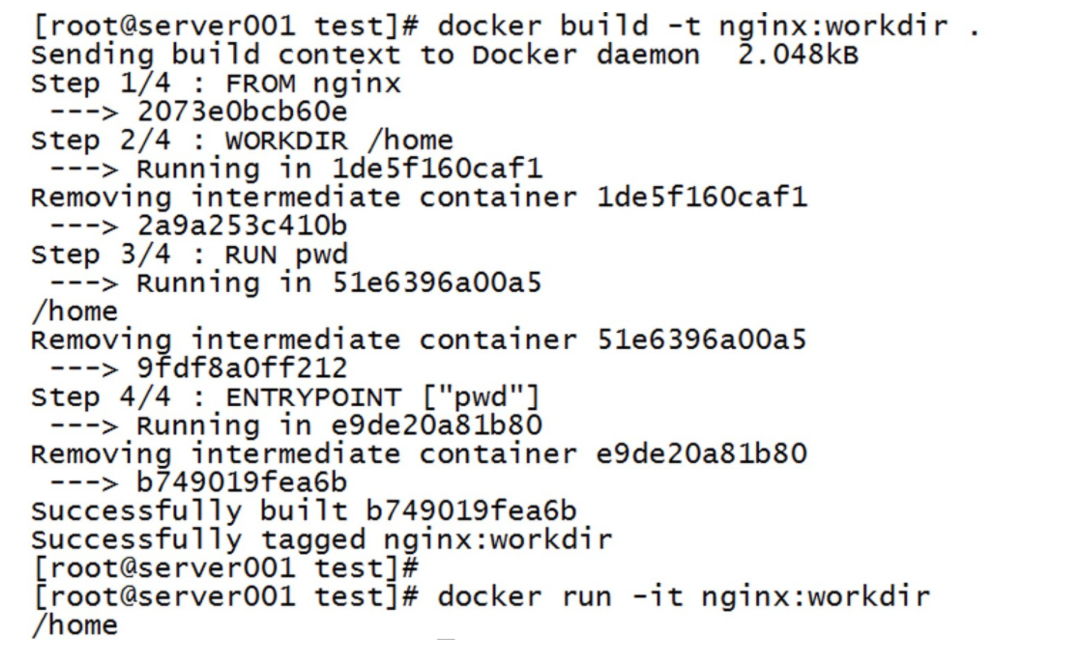 [root@server001 test]# docker build -t nginx:workdir .
Sending build context to Docker daemon  2.048kB
Step 1/4 : FROM nginx
 ---> 2073e0bcb60e
Step 2/4 : WORKDIR /home
 ---> Running in 1de5f160caf1
Removing intermediate container 1de5f160caf1
 ---> 2a9a253c410b
Step 3/4 : RUN pwd
 ---> Running in 51e6396a00a5
/home
Removing intermediate container 51e6396a00a5
 ---> 9fdf8a0ff212
Step 4/4 : ENTRYPOINT ["pwd"]
 ---> Running in e9de20a81b80
Removing intermediate container e9de20a81b80
 ---> b749019fea6b
Successfully built b749019fea6b
Successfully tagged nginx:workdir
[root@server001 test]#
[root@server001 test]# docker run -it nginx:workdir
/home